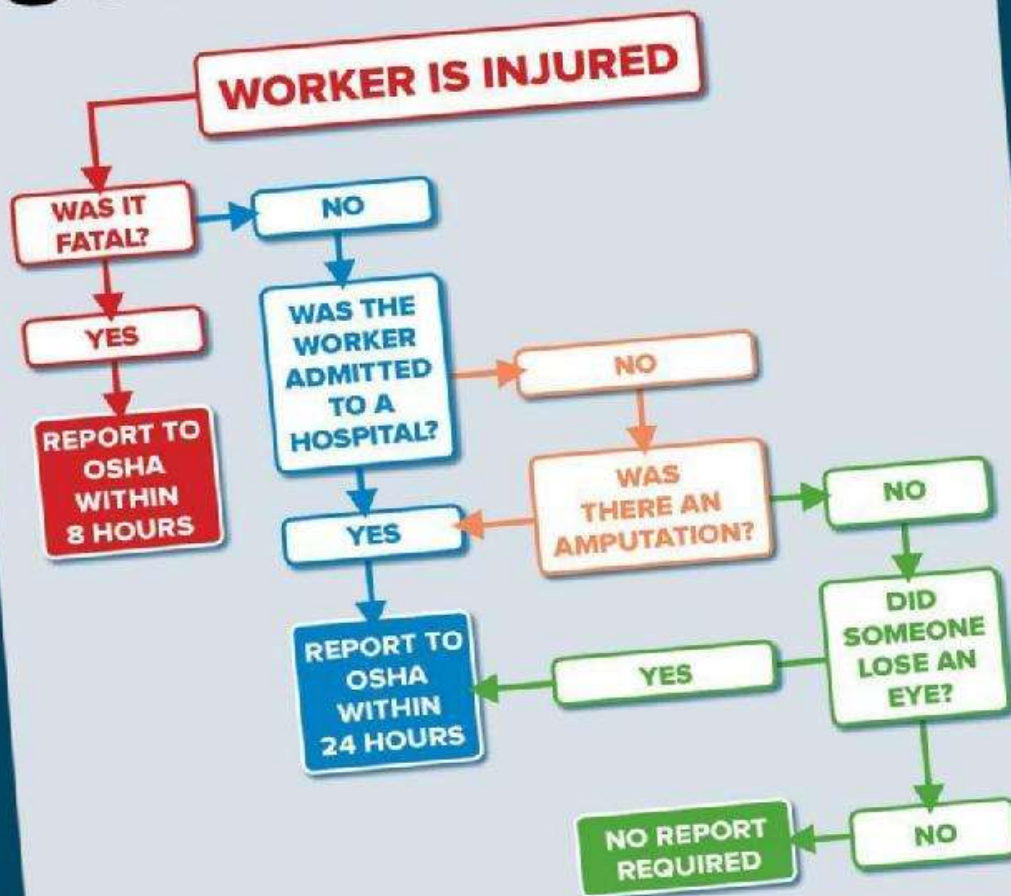 WORKER IS INJURED
WAS IT
FATAL?
NO
YES
WAS THE
WORKER
ADMITTED
TO A
HOSPITAL?
NO
REPORT TO
OSHA
WITHIN
8 HOURS
WAS
THERE AN
AMPUTATION?
NO
YES
DID
SOMEONE
LOSE AN
EYE?
REPORT TO
OSHA
WITHIN
24 HOURS
YES
NO REPORT
REQUIRED
NO